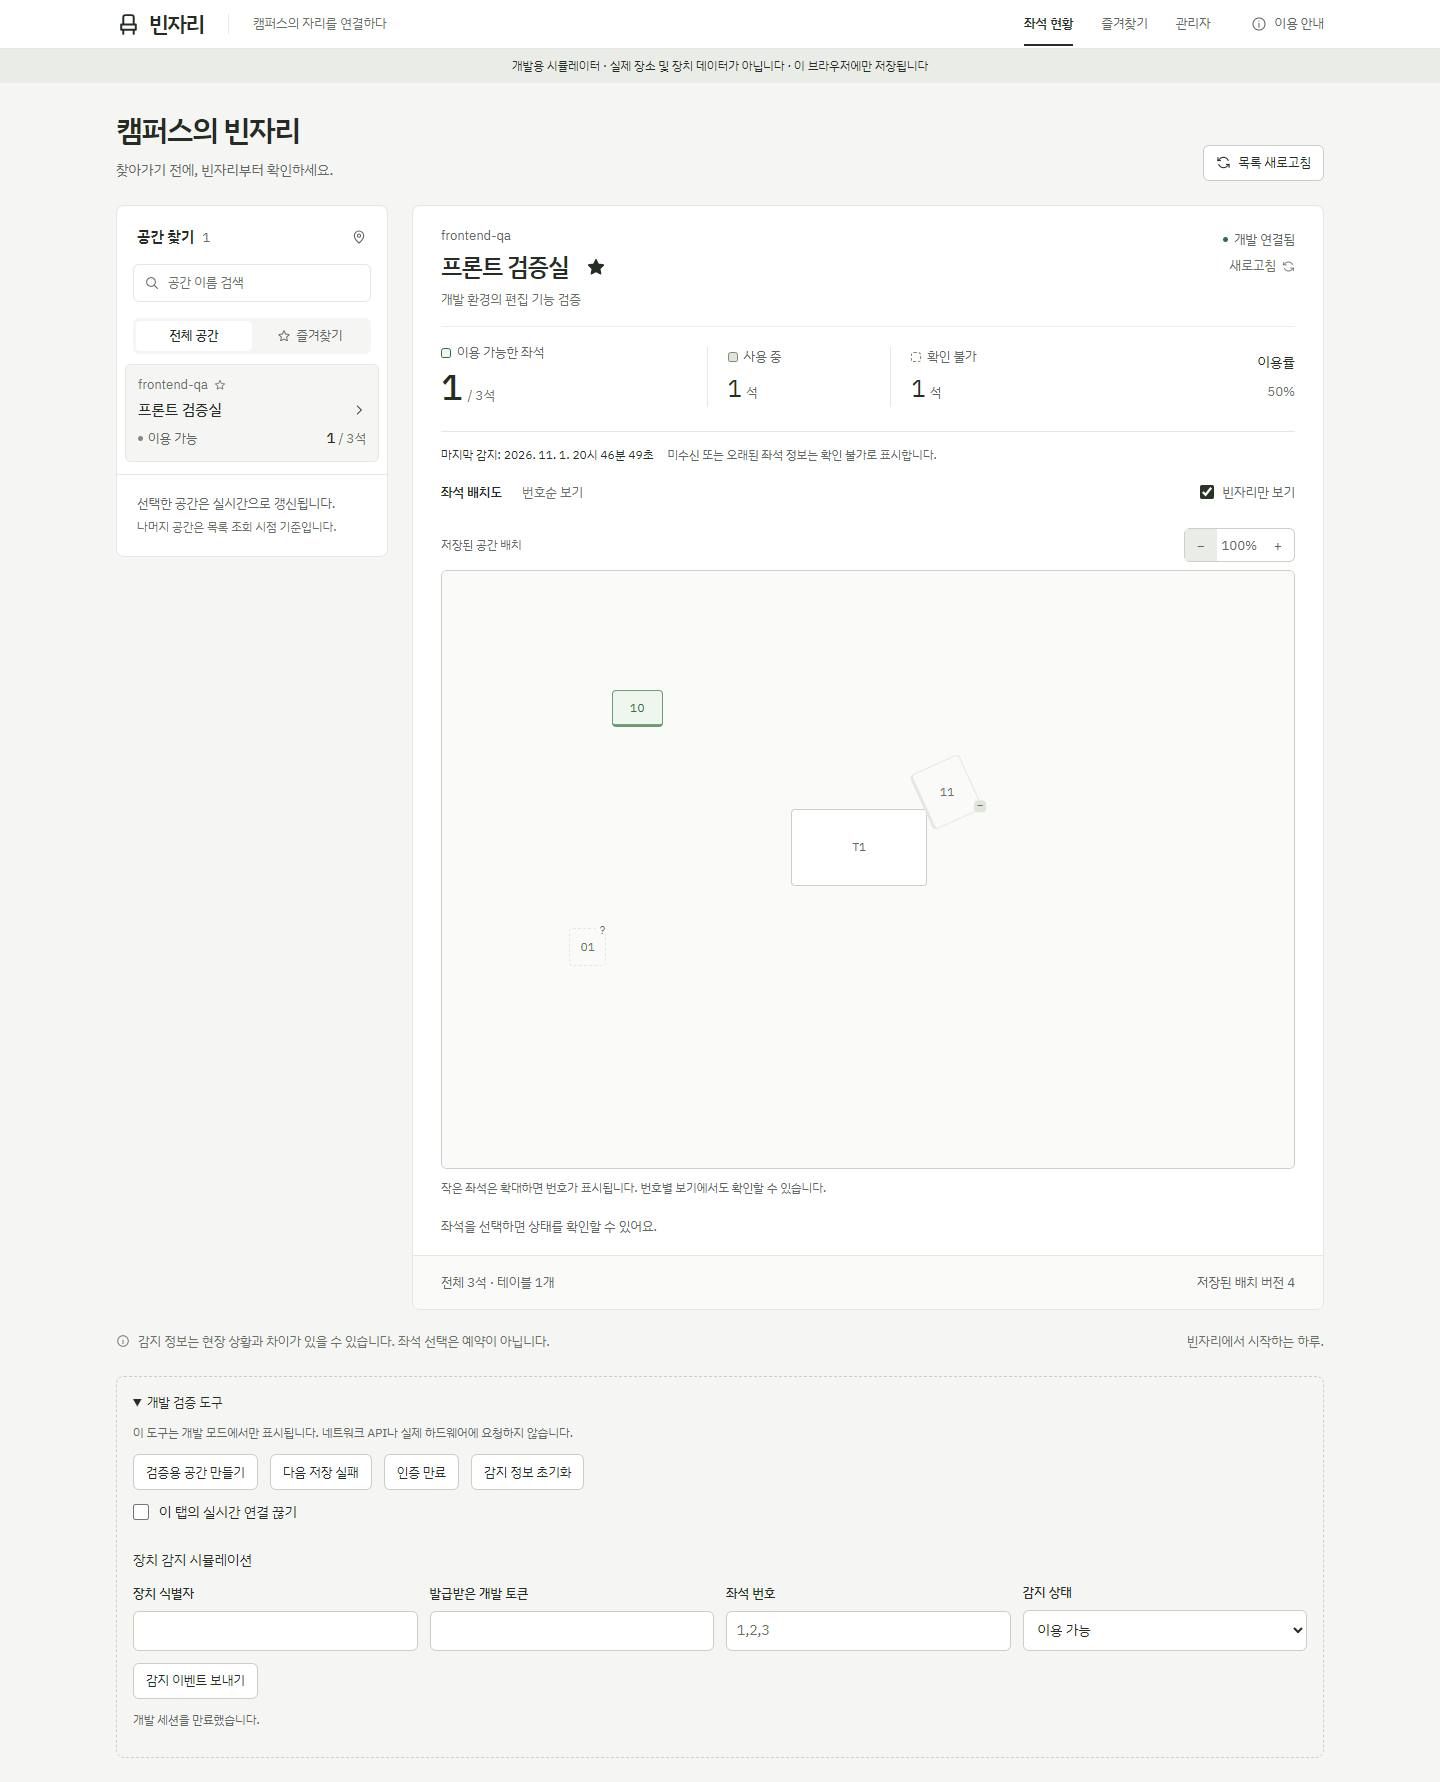 빈자리
캠퍼스의 자리를 연결하다
좌석 현황
즐겨찾기
관리자
이용 안내
개발용 시뮬레이터 · 실제 장소 및 장치 데이터가 아닙니다 · 이 브라우저에만 저장됩니다
캠퍼스의 빈자리
찾아가기 전에, 빈자리부터 확인하세요.
목록 새로고침
공간 찾기 1
공간 이름 검색
전체 공간
즐겨찾기
frontend-qa
프론트 검증실
이용 가능
1 / 3석
선택한 공간은 실시간으로 갱신됩니다.
나머지 공간은 목록 조회 시점 기준입니다.
frontend-qa
프론트 검증실
개발 환경의 편집 기능 검증
개발 연결됨
새로고침
이용 가능한 좌석
1 / 3석
사용 중
1 석
확인 불가
1 석
이용률
50%
마지막 감지: 2026. 11. 1. 20시 46분 49초
미수신 또는 오래된 좌석 정보는 확인 불가로 표시합니다.
좌석 배치도
번호순 보기
빈자리만 보기
저장된 공간 배치
− 100% +
10
11
−
T1
?
01
작은 좌석은 확대하면 번호가 표시됩니다. 번호별 보기에서도 확인할 수 있습니다.
좌석을 선택하면 상태를 확인할 수 있어요.
전체 3석 · 테이블 1개
저장된 배치 버전 4
감지 정보는 현장 상황과 차이가 있을 수 있습니다. 좌석 선택은 예약이 아닙니다.
빈자리에서 시작하는 하루.
▼ 개발 검증 도구
이 도구는 개발 모드에서만 표시됩니다. 네트워크 API나 실제 하드웨어에 요청하지 않습니다.
검증용 공간 만들기
다음 저장 실패
인증 만료
감지 정보 초기화
이 탭의 실시간 연결 끊기
장치 감지 시뮬레이션
장치 식별자
발급받은 개발 토큰
좌석 번호
감지 상태
1,2,3
이용 가능
감지 이벤트 보내기
개발 세션을 만료했습니다.